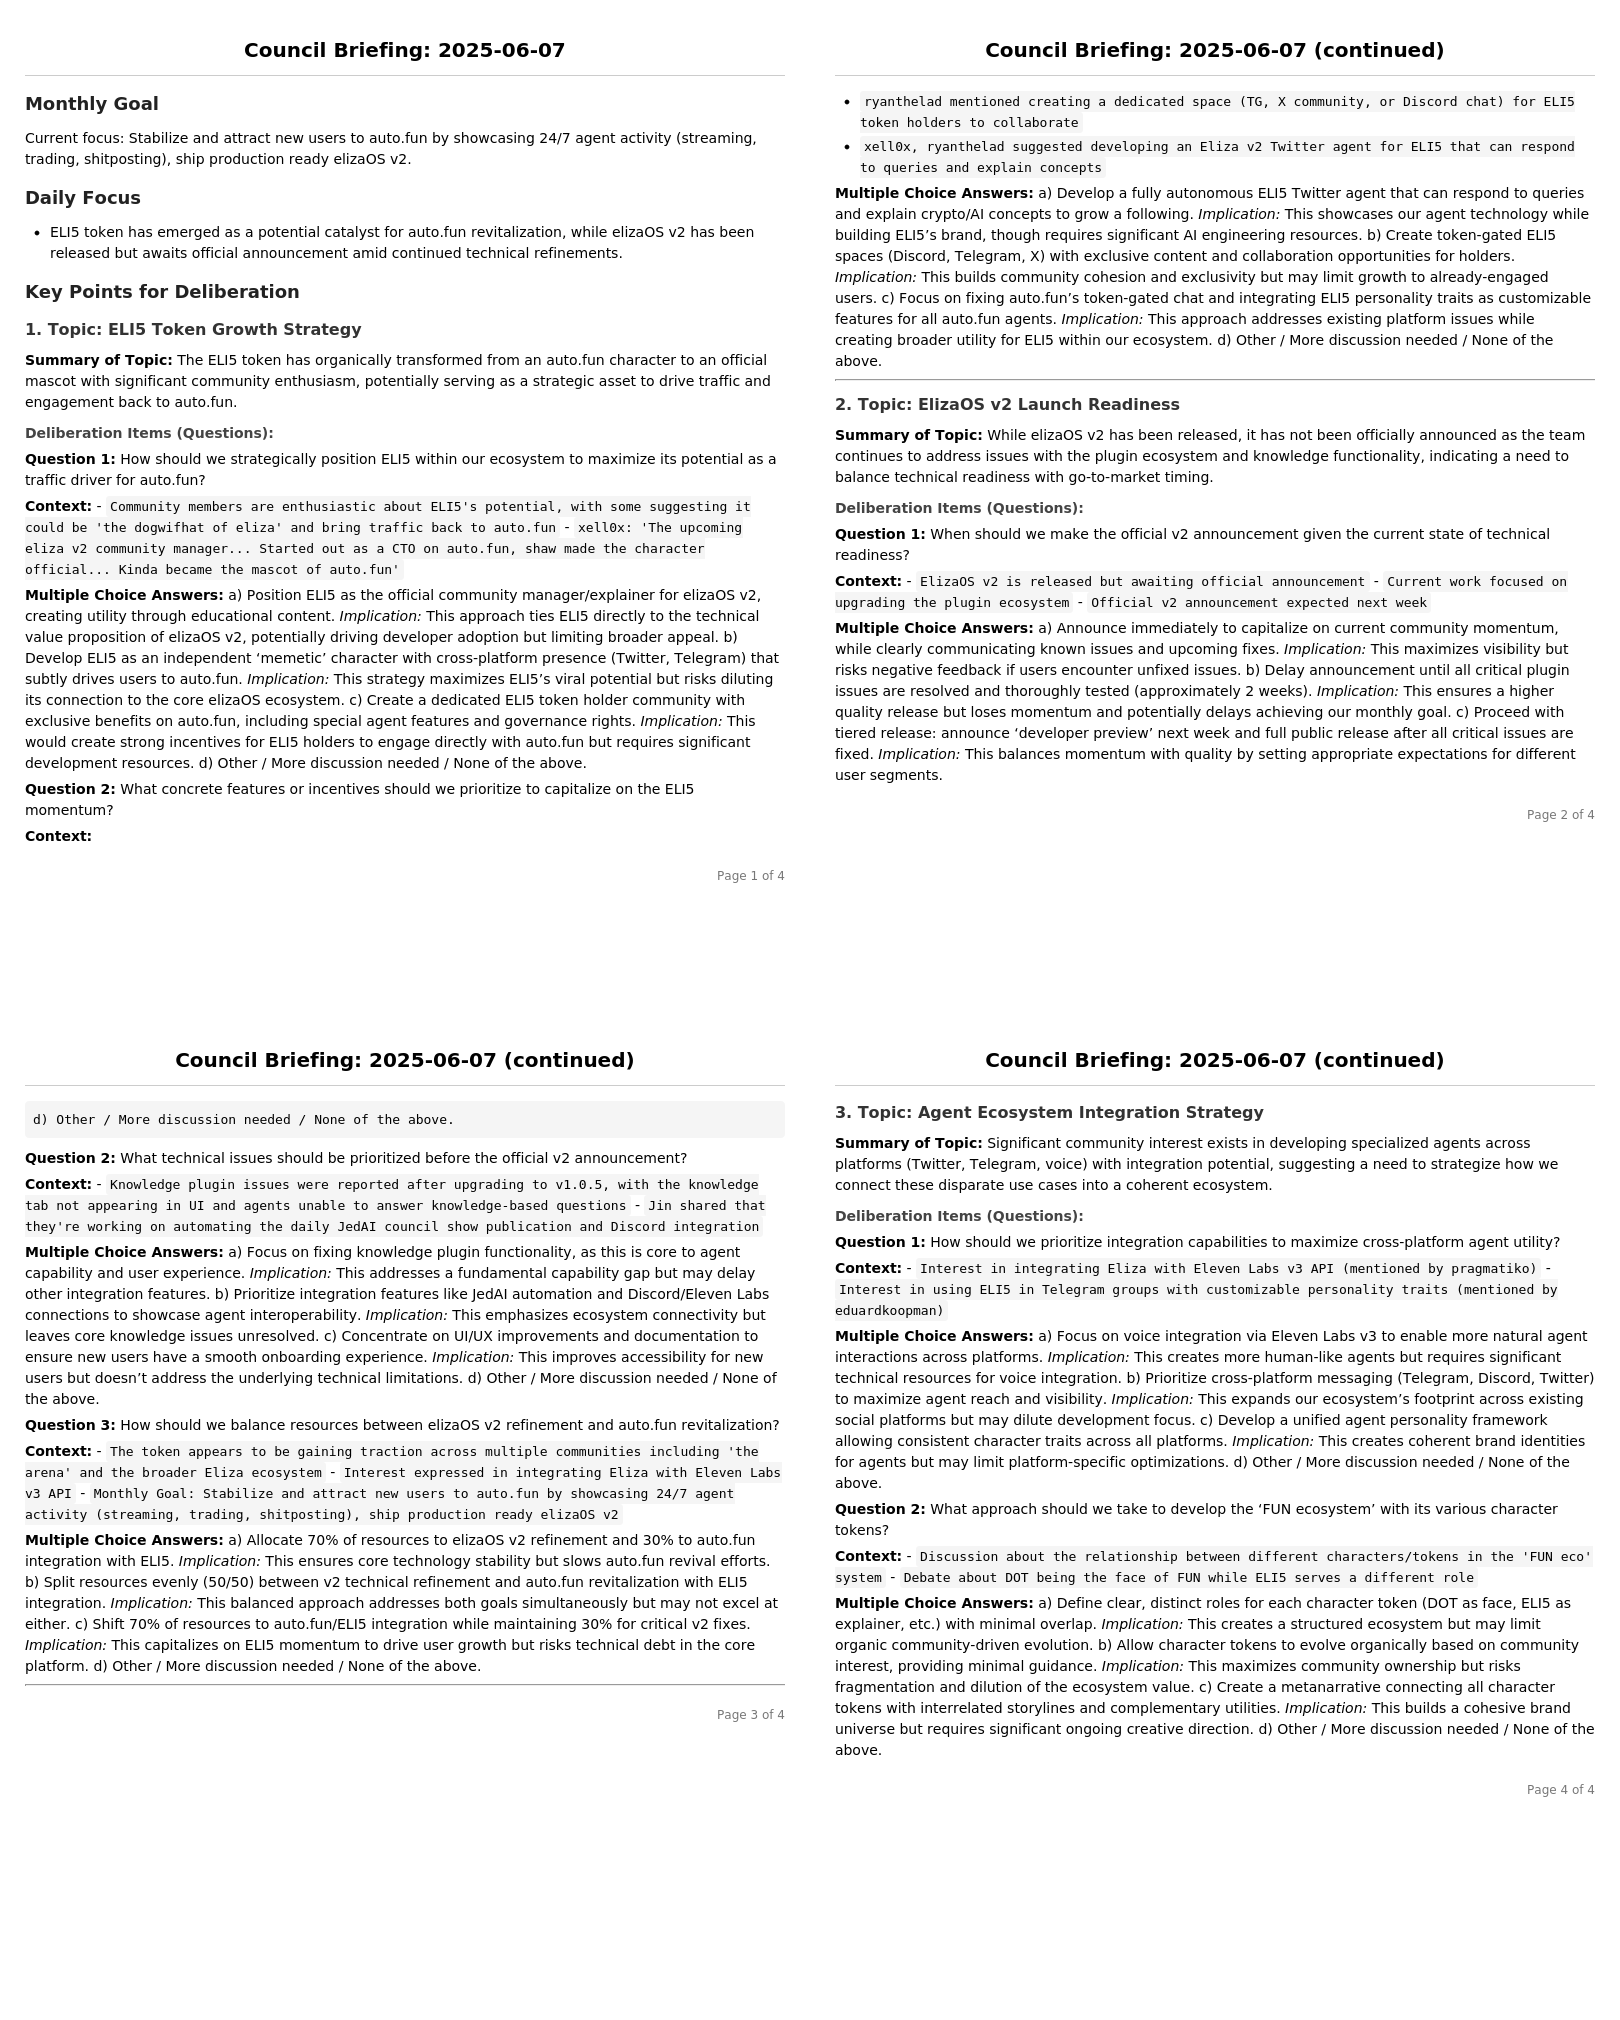 Council Briefing: 2025-06-07
Monthly Goal
Current focus: Stabilize and attract new users to auto.fun by showcasing 24/7 agent activity (streaming,
trading, shitposting), ship production ready elizaOS v2.
Daily Focus
• ELI5 token has emerged as a potential catalyst for auto.fun revitalization, while elizaOS v2 has been
released but awaits official announcement amid continued technical refinements.
Key Points for Deliberation
1. Topic: ELI5 Token Growth Strategy
Summary of Topic: The ELI5 token has organically transformed from an auto.fun character to an official
mascot with significant community enthusiasm, potentially serving as a strategic asset to drive traffic and
engagement back to auto.fun.
Deliberation Items (Questions):
Question 1: How should we strategically position ELI5 within our ecosystem to maximize its potential as a
traffic driver for auto.fun?
Context: - Community members are enthusiastic about ELI5's potential, with some suggesting it
could be 'the dogwifhat of eliza' and bring traffic back to auto.fun - xell0x: 'The upcoming
eliza v2 community manager... Started out as a CTO on auto.fun, shaw made the character
official... Kinda became the mascot of auto.fun'
Multiple Choice Answers: a) Position ELI5 as the official community manager/explainer for elizaOS v2,
creating utility through educational content. Implication: This approach ties ELI5 directly to the technical
value proposition of elizaOS v2, potentially driving developer adoption but limiting broader appeal. b)
Develop ELI5 as an independent ‘memetic’ character with cross-platform presence (Twitter, Telegram) that
subtly drives users to auto.fun. Implication: This strategy maximizes ELI5’s viral potential but risks diluting
its connection to the core elizaOS ecosystem. c) Create a dedicated ELI5 token holder community with
exclusive benefits on auto.fun, including special agent features and governance rights. Implication: This
would create strong incentives for ELI5 holders to engage directly with auto.fun but requires significant
development resources. d) Other / More discussion needed / None of the above.
Question 2: What concrete features or incentives should we prioritize to capitalize on the ELI5
momentum?
Context:
Page 1 of 4
Council Briefing: 2025-06-07 (continued)
• ryanthelad mentioned creating a dedicated space (TG, X community, or Discord chat) for ELI5
token holders to collaborate
• xell0x, ryanthelad suggested developing an Eliza v2 Twitter agent for ELI5 that can respond
to queries and explain concepts
Multiple Choice Answers: a) Develop a fully autonomous ELI5 Twitter agent that can respond to queries
and explain crypto/AI concepts to grow a following. Implication: This showcases our agent technology while
building ELI5’s brand, though requires significant AI engineering resources. b) Create token-gated ELI5
spaces (Discord, Telegram, X) with exclusive content and collaboration opportunities for holders.
Implication: This builds community cohesion and exclusivity but may limit growth to already-engaged
users. c) Focus on fixing auto.fun’s token-gated chat and integrating ELI5 personality traits as customizable
features for all auto.fun agents. Implication: This approach addresses existing platform issues while
creating broader utility for ELI5 within our ecosystem. d) Other / More discussion needed / None of the
above.
2. Topic: ElizaOS v2 Launch Readiness
Summary of Topic: While elizaOS v2 has been released, it has not been officially announced as the team
continues to address issues with the plugin ecosystem and knowledge functionality, indicating a need to
balance technical readiness with go-to-market timing.
Deliberation Items (Questions):
Question 1: When should we make the official v2 announcement given the current state of technical
readiness?
Context: - ElizaOS v2 is released but awaiting official announcement - Current work focused on
upgrading the plugin ecosystem - Official v2 announcement expected next week
Multiple Choice Answers: a) Announce immediately to capitalize on current community momentum,
while clearly communicating known issues and upcoming fixes. Implication: This maximizes visibility but
risks negative feedback if users encounter unfixed issues. b) Delay announcement until all critical plugin
issues are resolved and thoroughly tested (approximately 2 weeks). Implication: This ensures a higher
quality release but loses momentum and potentially delays achieving our monthly goal. c) Proceed with
tiered release: announce ‘developer preview’ next week and full public release after all critical issues are
fixed. Implication: This balances momentum with quality by setting appropriate expectations for different
user segments.
Page 2 of 4
Council Briefing: 2025-06-07 (continued)
d) Other / More discussion needed / None of the above.
Question 2: What technical issues should be prioritized before the official v2 announcement?
Context: - Knowledge plugin issues were reported after upgrading to v1.0.5, with the knowledge
tab not appearing in UI and agents unable to answer knowledge-based questions - Jin shared that
they're working on automating the daily JedAI council show publication and Discord integration
Multiple Choice Answers: a) Focus on fixing knowledge plugin functionality, as this is core to agent
capability and user experience. Implication: This addresses a fundamental capability gap but may delay
other integration features. b) Prioritize integration features like JedAI automation and Discord/Eleven Labs
connections to showcase agent interoperability. Implication: This emphasizes ecosystem connectivity but
leaves core knowledge issues unresolved. c) Concentrate on UI/UX improvements and documentation to
ensure new users have a smooth onboarding experience. Implication: This improves accessibility for new
users but doesn’t address the underlying technical limitations. d) Other / More discussion needed / None of
the above.
Question 3: How should we balance resources between elizaOS v2 refinement and auto.fun revitalization?
Context: - The token appears to be gaining traction across multiple communities including 'the
arena' and the broader Eliza ecosystem - Interest expressed in integrating Eliza with Eleven Labs
v3 API - Monthly Goal: Stabilize and attract new users to auto.fun by showcasing 24/7 agent
activity (streaming, trading, shitposting), ship production ready elizaOS v2
Multiple Choice Answers: a) Allocate 70% of resources to elizaOS v2 refinement and 30% to auto.fun
integration with ELI5. Implication: This ensures core technology stability but slows auto.fun revival efforts.
b) Split resources evenly (50/50) between v2 technical refinement and auto.fun revitalization with ELI5
integration. Implication: This balanced approach addresses both goals simultaneously but may not excel at
either. c) Shift 70% of resources to auto.fun/ELI5 integration while maintaining 30% for critical v2 fixes.
Implication: This capitalizes on ELI5 momentum to drive user growth but risks technical debt in the core
platform. d) Other / More discussion needed / None of the above.
Page 3 of 4
Council Briefing: 2025-06-07 (continued)
3. Topic: Agent Ecosystem Integration Strategy
Summary of Topic: Significant community interest exists in developing specialized agents across
platforms (Twitter, Telegram, voice) with integration potential, suggesting a need to strategize how we
connect these disparate use cases into a coherent ecosystem.
Deliberation Items (Questions):
Question 1: How should we prioritize integration capabilities to maximize cross-platform agent utility?
Context: - Interest in integrating Eliza with Eleven Labs v3 API (mentioned by pragmatiko) -
Interest in using ELI5 in Telegram groups with customizable personality traits (mentioned by
eduardkoopman)
Multiple Choice Answers: a) Focus on voice integration via Eleven Labs v3 to enable more natural agent
interactions across platforms. Implication: This creates more human-like agents but requires significant
technical resources for voice integration. b) Prioritize cross-platform messaging (Telegram, Discord, Twitter)
to maximize agent reach and visibility. Implication: This expands our ecosystem’s footprint across existing
social platforms but may dilute development focus. c) Develop a unified agent personality framework
allowing consistent character traits across all platforms. Implication: This creates coherent brand identities
for agents but may limit platform-specific optimizations. d) Other / More discussion needed / None of the
above.
Question 2: What approach should we take to develop the ‘FUN ecosystem’ with its various character
tokens?
Context: - Discussion about the relationship between different characters/tokens in the 'FUN eco'
system - Debate about DOT being the face of FUN while ELI5 serves a different role
Multiple Choice Answers: a) Define clear, distinct roles for each character token (DOT as face, ELI5 as
explainer, etc.) with minimal overlap. Implication: This creates a structured ecosystem but may limit
organic community-driven evolution. b) Allow character tokens to evolve organically based on community
interest, providing minimal guidance. Implication: This maximizes community ownership but risks
fragmentation and dilution of the ecosystem value. c) Create a metanarrative connecting all character
tokens with interrelated storylines and complementary utilities. Implication: This builds a cohesive brand
universe but requires significant ongoing creative direction. d) Other / More discussion needed / None of the
above.
Page 4 of 4